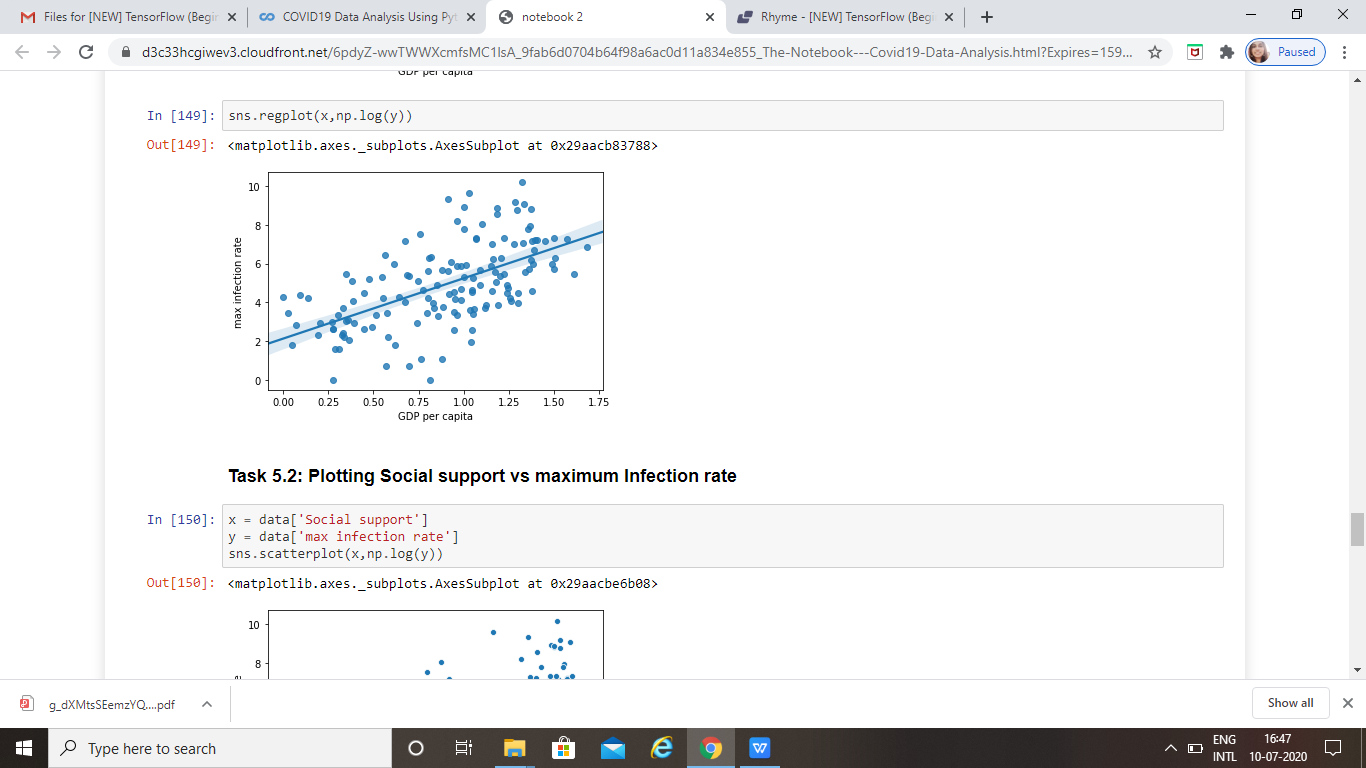 Files for [NEW] TensorFlow (Begin
COVID19 Data Analysis Using Pyt
notebook 2
Rhyme - [NEW] TensorFlow (Begi
d3c33hcgiwev3.cloudfront.net/6pdyZ-wwTWWXcmfsMC1lsA_9fab6d0704b64f98a6ac0d11a834e855_The-Notebook---Covid19-Data-Analysis.html?Expires=159...
Paused
GDP per capita
In [149]: sns.regplot(x,np.log(y))
Out[149]: <matplotlib.axes._subplots.AxesSubplot at 0x29aacb83788>
10
8
6
4
2
0
max infection rate
0.00 0.25 0.50 0.75 1.00 1.25 1.50 1.75
GDP per capita
Task 5.2: Plotting Social support vs maximum Infection rate
In [150]: x = data['Social support']
y = data['max infection rate']
sns.scatterplot(x,np.log(y))
Out[150]: <matplotlib.axes._subplots.AxesSubplot at 0x29aacbe6b08>
10
8
g_dXMtsSEemzYQ....pdf
Show all
Type here to search
ENG
INTL
16:47
10-07-2020